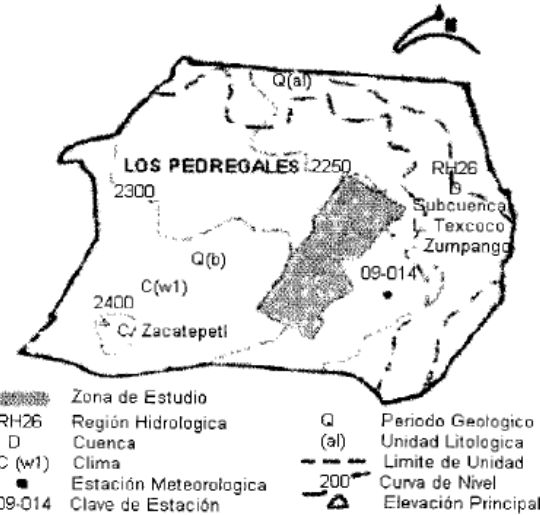 N
Q(al)
LOS PEDREGALES 2250
RH26
D
2300
Subcuenca
L. Texcoco
Zumpango
Q(b)
09-014
C(w1)
2400
C/ Zacatepetl
Zona de Estudio
RH26 Región Hidrologica
D Cuenca
C (w1) Clima
Estación Meteorologica
09-014 Clave de Estación
Q Periodo Geologico
(al) Unidad Litologica
Limite de Unidad
200 Curva de Nivel
Elevación Principal